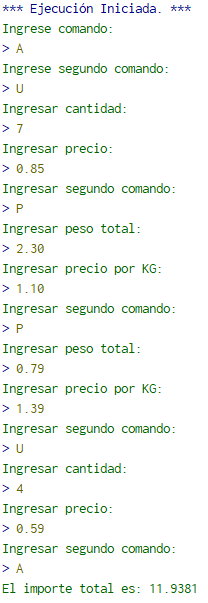 *** Ejecución Iniciada. ***
Ingrese comando:
> A
Ingrese segundo comando:
> U
Ingresar cantidad:
> 7
Ingresar precio:
> 0.85
Ingresar segundo comando:
> P
Ingresar peso total:
> 2.30
Ingresar precio por KG:
> 1.10
Ingresar segundo comando:
> P
Ingresar peso total:
> 0.79
Ingresar precio por KG:
> 1.39
Ingresar segundo comando:
> U
Ingresar cantidad:
> 4
Ingresar precio:
> 0.59
Ingresar segundo comando:
> A
El importe total es: 11.9381